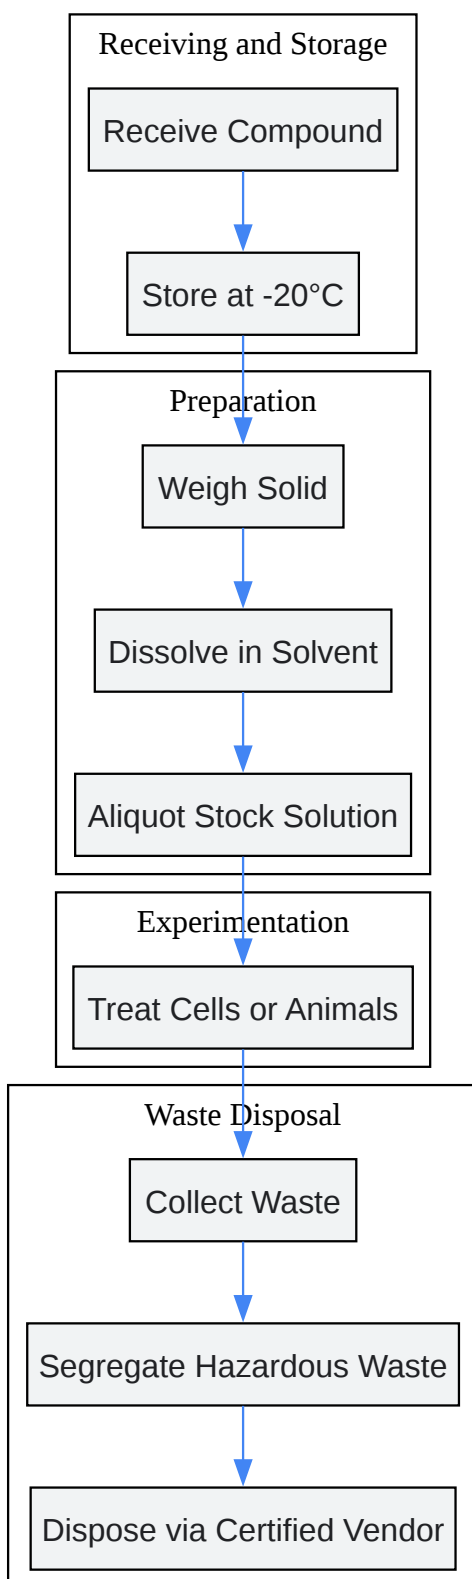 Receiving and Storage
Receive Compound
Store at -20°C
Preparation
Weigh Solid
Dissolve in Solvent
Aliquot Stock Solution
Experimentation
Treat Cells or Animals
Waste Disposal
Collect Waste
Segregate Hazardous Waste
Dispose via Certified Vendor